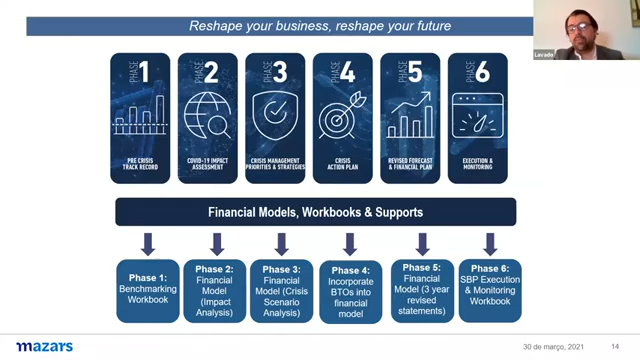 Reshape your business, reshape your future
Lavado
PHASE 1
PRE CRISIS
TRACK RECORD
PHASE 2
COVID-19 IMPACT
ASSESSMENT
PHASE 3
CRISIS MANAGEMENT
PRIORITIES & STRATEGIES
PHASE 4
CRISIS
ACTION PLAN
PHASE 5
REVISED FORECAST
& FINANCIAL PLAN
PHASE 6
EXECUTION
& MONITORING
Financial Models, Workbooks & Supports
Phase 1:
Benchmarking
Workbook
Phase 2:
Financial
Model
(Impact
Analysis)
Phase 3:
Financial
Model (Crisis
Scenario
Analysis)
Phase 4:
Incorporate
BTOs into
financial
model
Phase 5:
Financial
Model (3 year
revised
statements)
Phase 6:
SBP Execution
& Monitoring
Workbook
mazars
30 de março, 2021
14